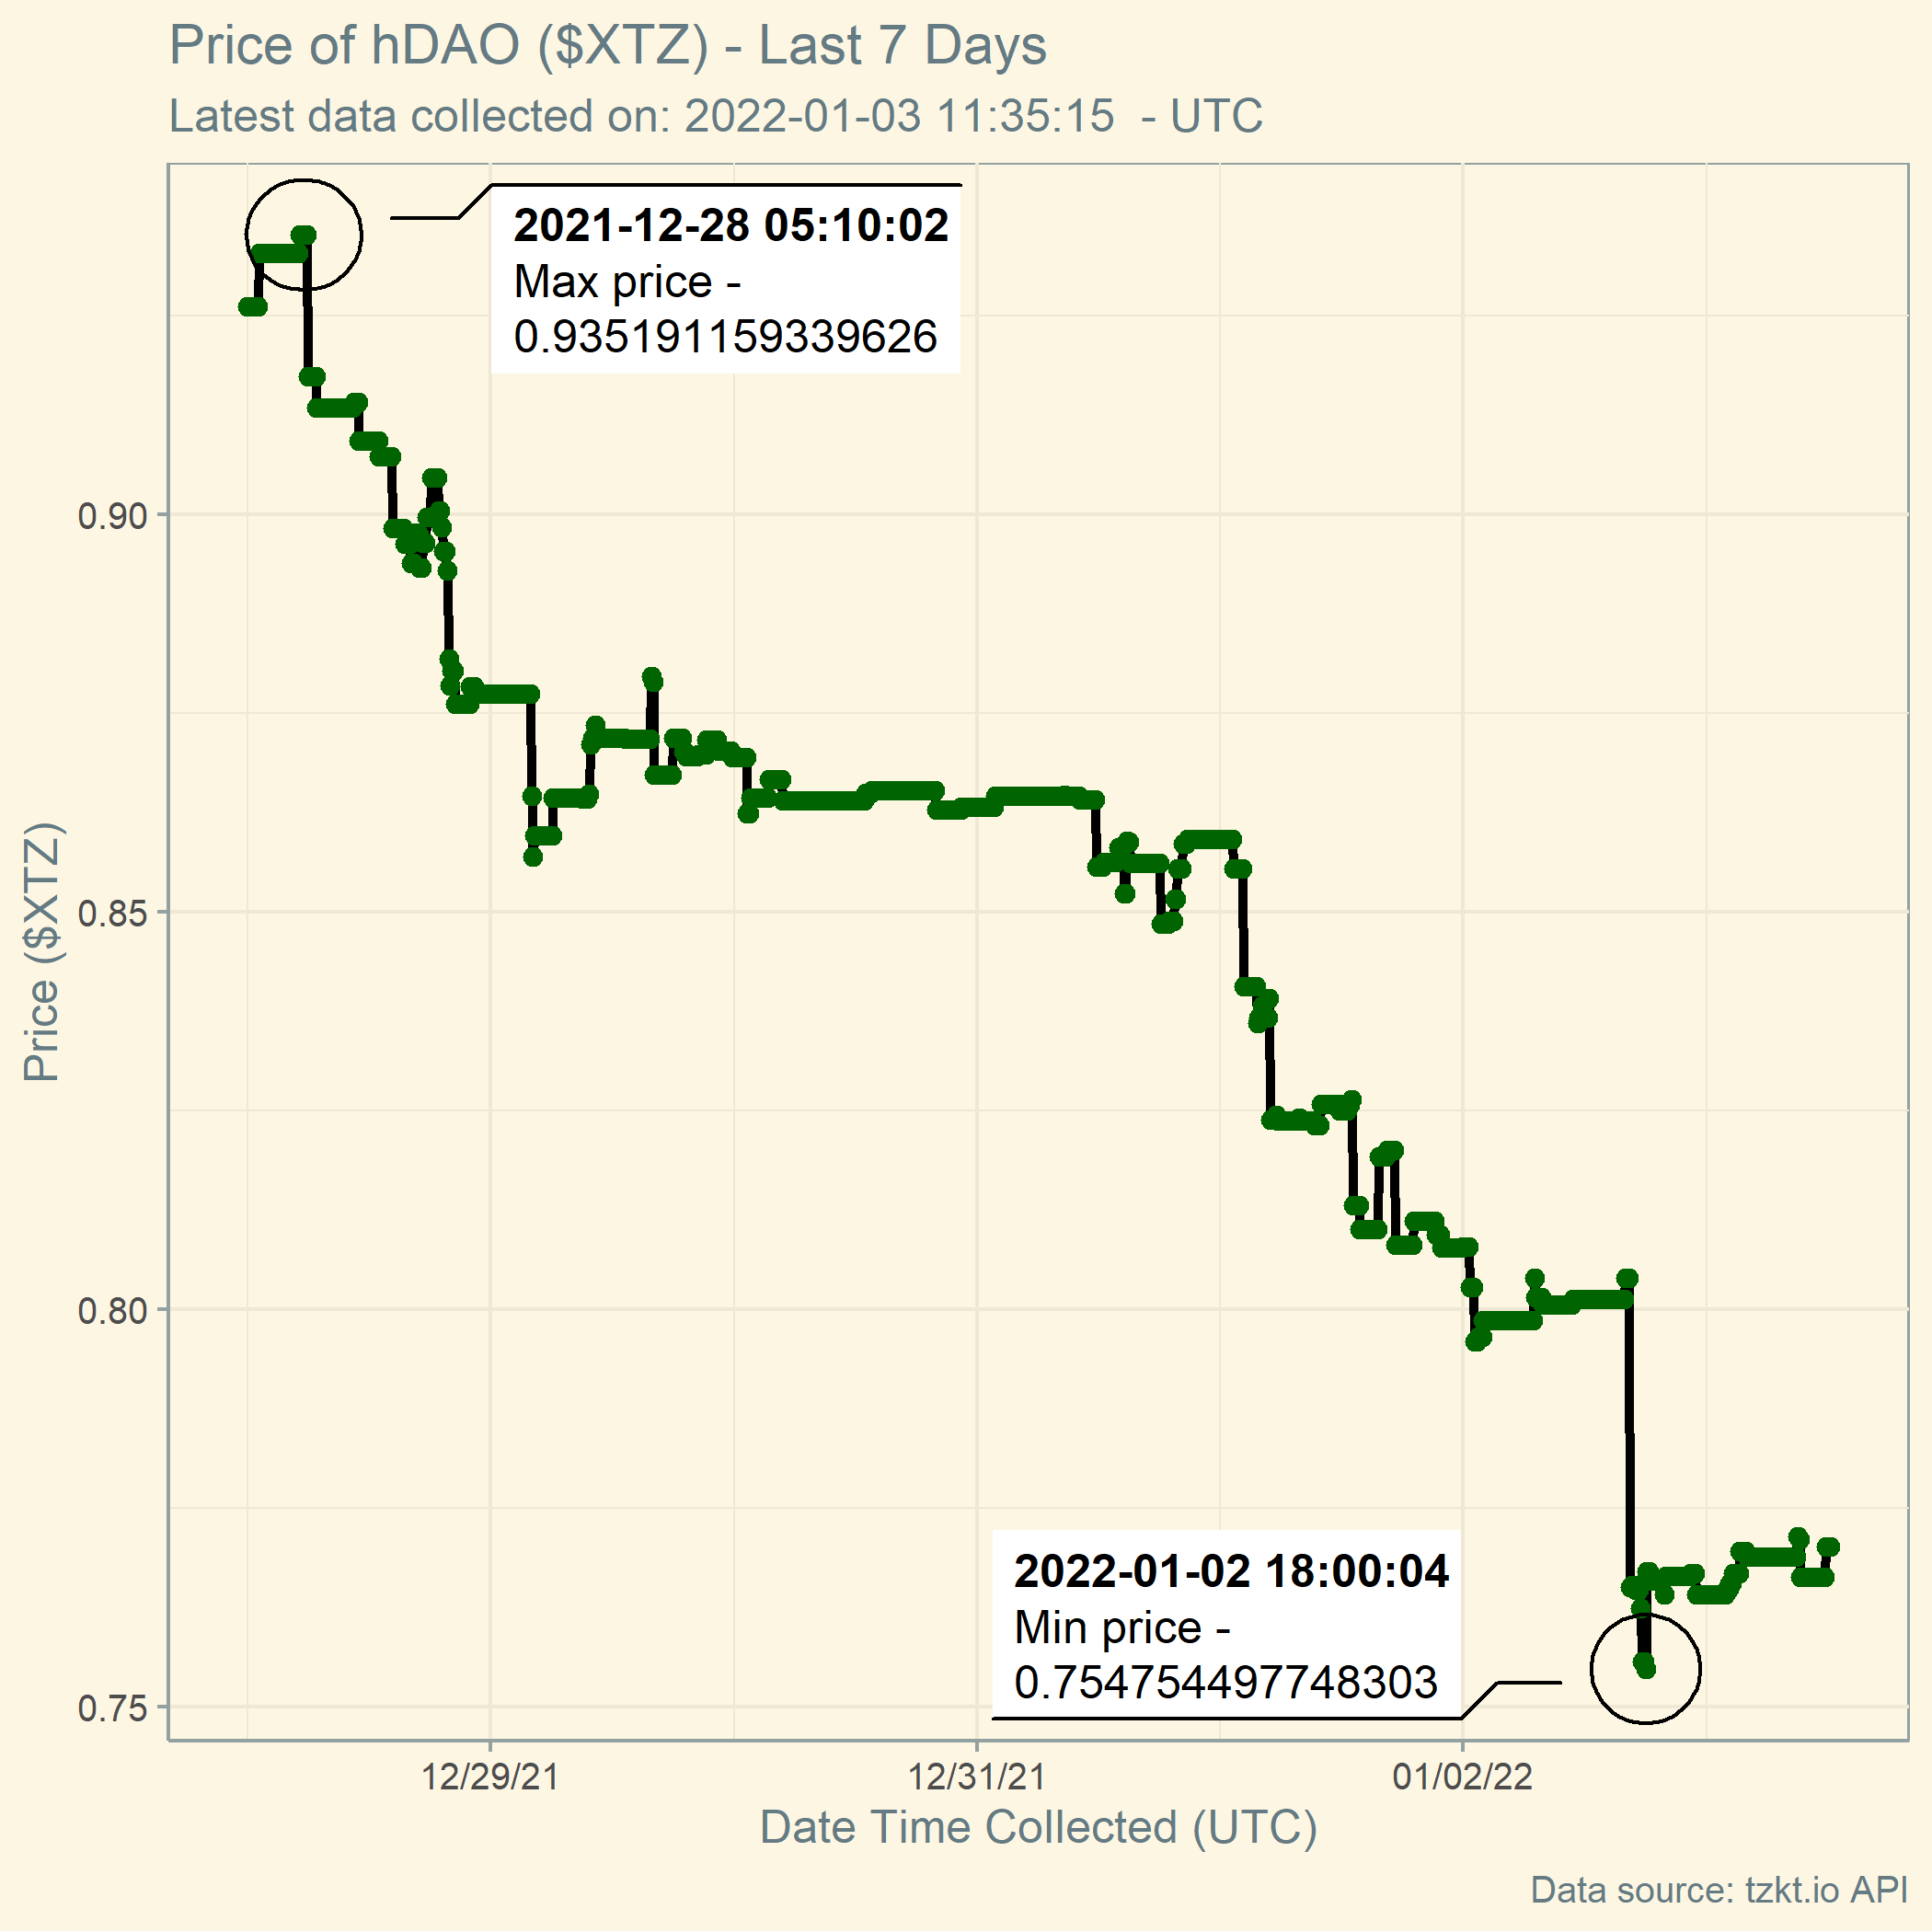 Price of hDAO ($XTZ) - Last 7 Days
Latest data collected on: 2022-01-03 11:35:15  - UTC
2021-12-28 05:10:02
Max price -
0.935191159339626
0.90
0.85
0.80
0.75
Price ($XTZ)
2022-01-02 18:00:04
Min price -
0.754754497748303
12/29/21
12/31/21
01/02/22
Date Time Collected (UTC)
Data source: tzkt.io API